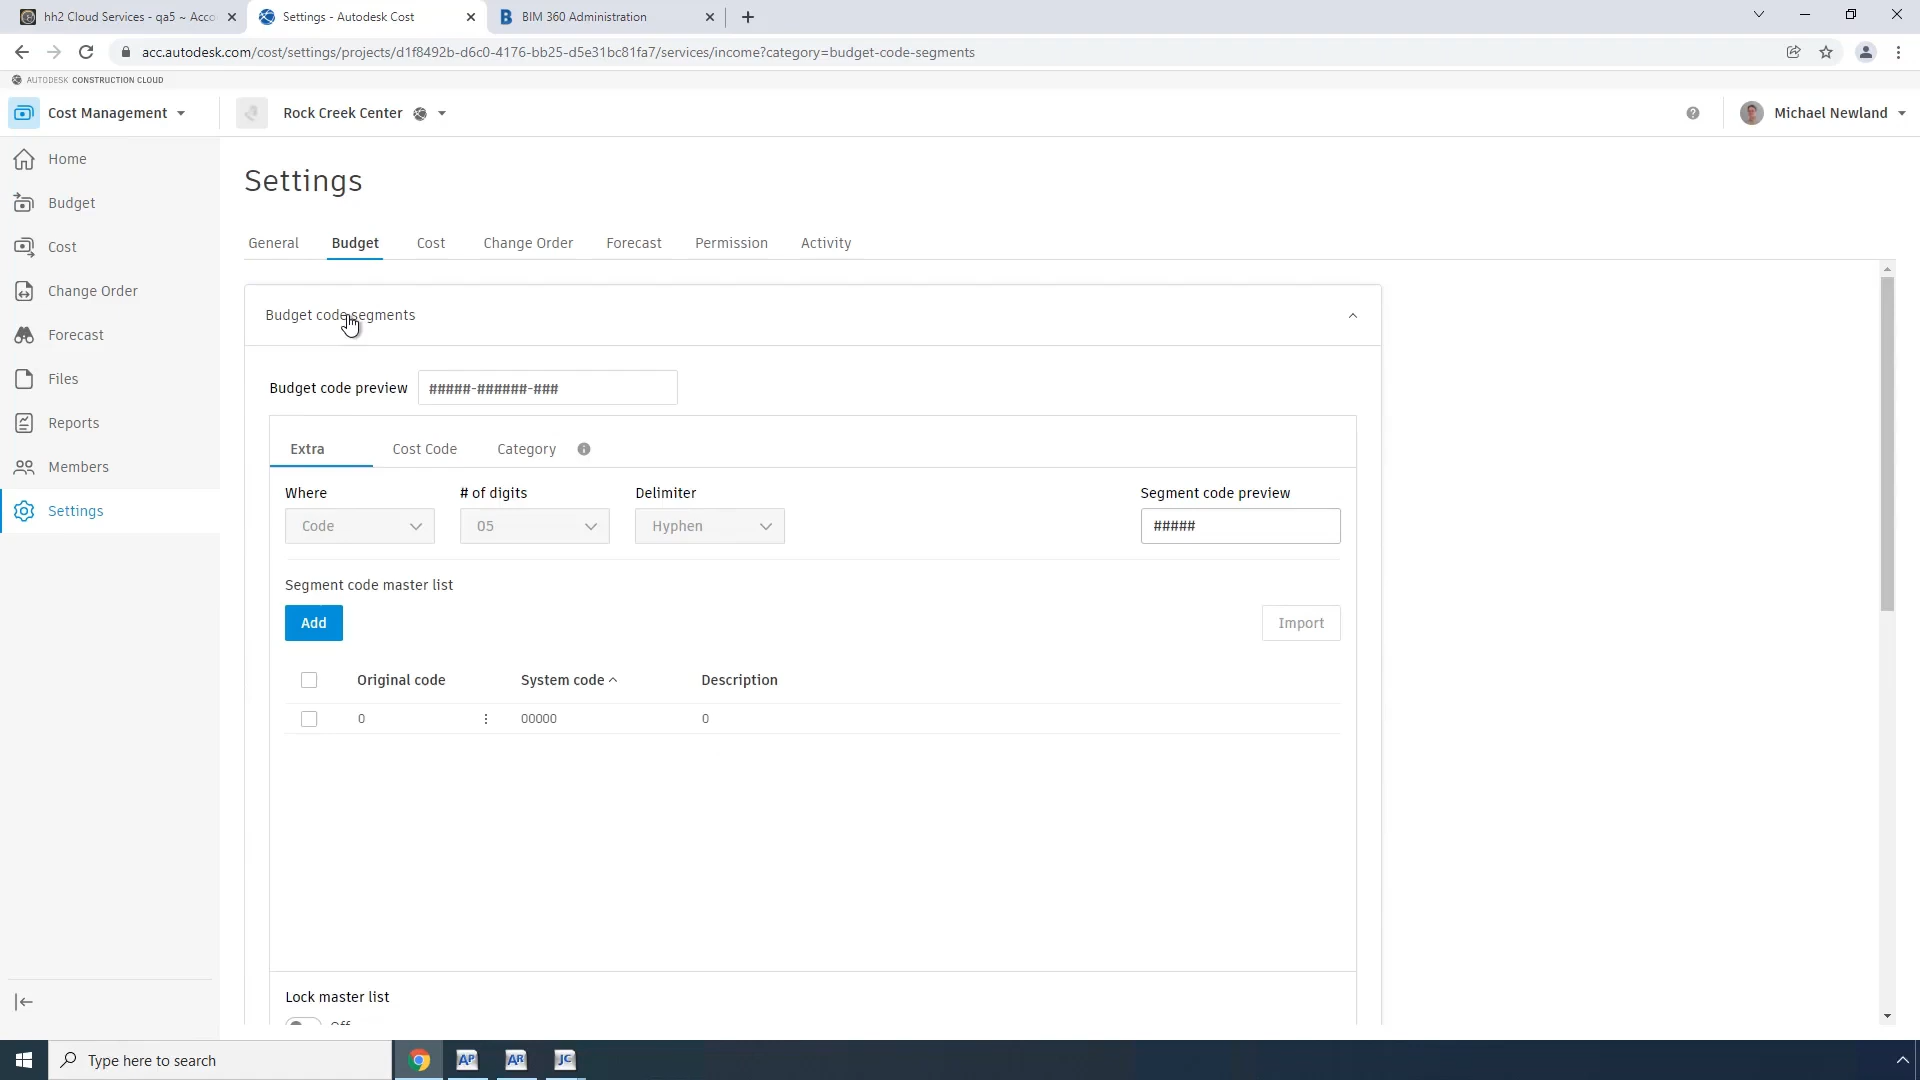 hh2 Cloud Services - qa5 ~ Acco
Settings - Autodesk Cost
BIM 360 Administration
acc.autodesk.com/cost/settings/projects/d1f8492b-d6c0-4176-bb25-d5e31bc81fa7/services/income?category=budget-code-segments
AUTODESK CONSTRUCTION CLOUD
Cost Management
Rock Creek Center
Michael Newland
Home
Budget
Cost
Change Order
Forecast
Files
Reports
Members
Settings
Settings
General Budget Cost Change Order Forecast Permission Activity
Budget code segments
Budget code preview #####-######-###
Extra Cost Code Category
Where # of digits Delimiter Segment code preview
Code 05 Hyphen #####
Segment code master list
Add Import
Original code System code Description
0 00000 0
Lock master list
Off
Type here to search
AP AR JC